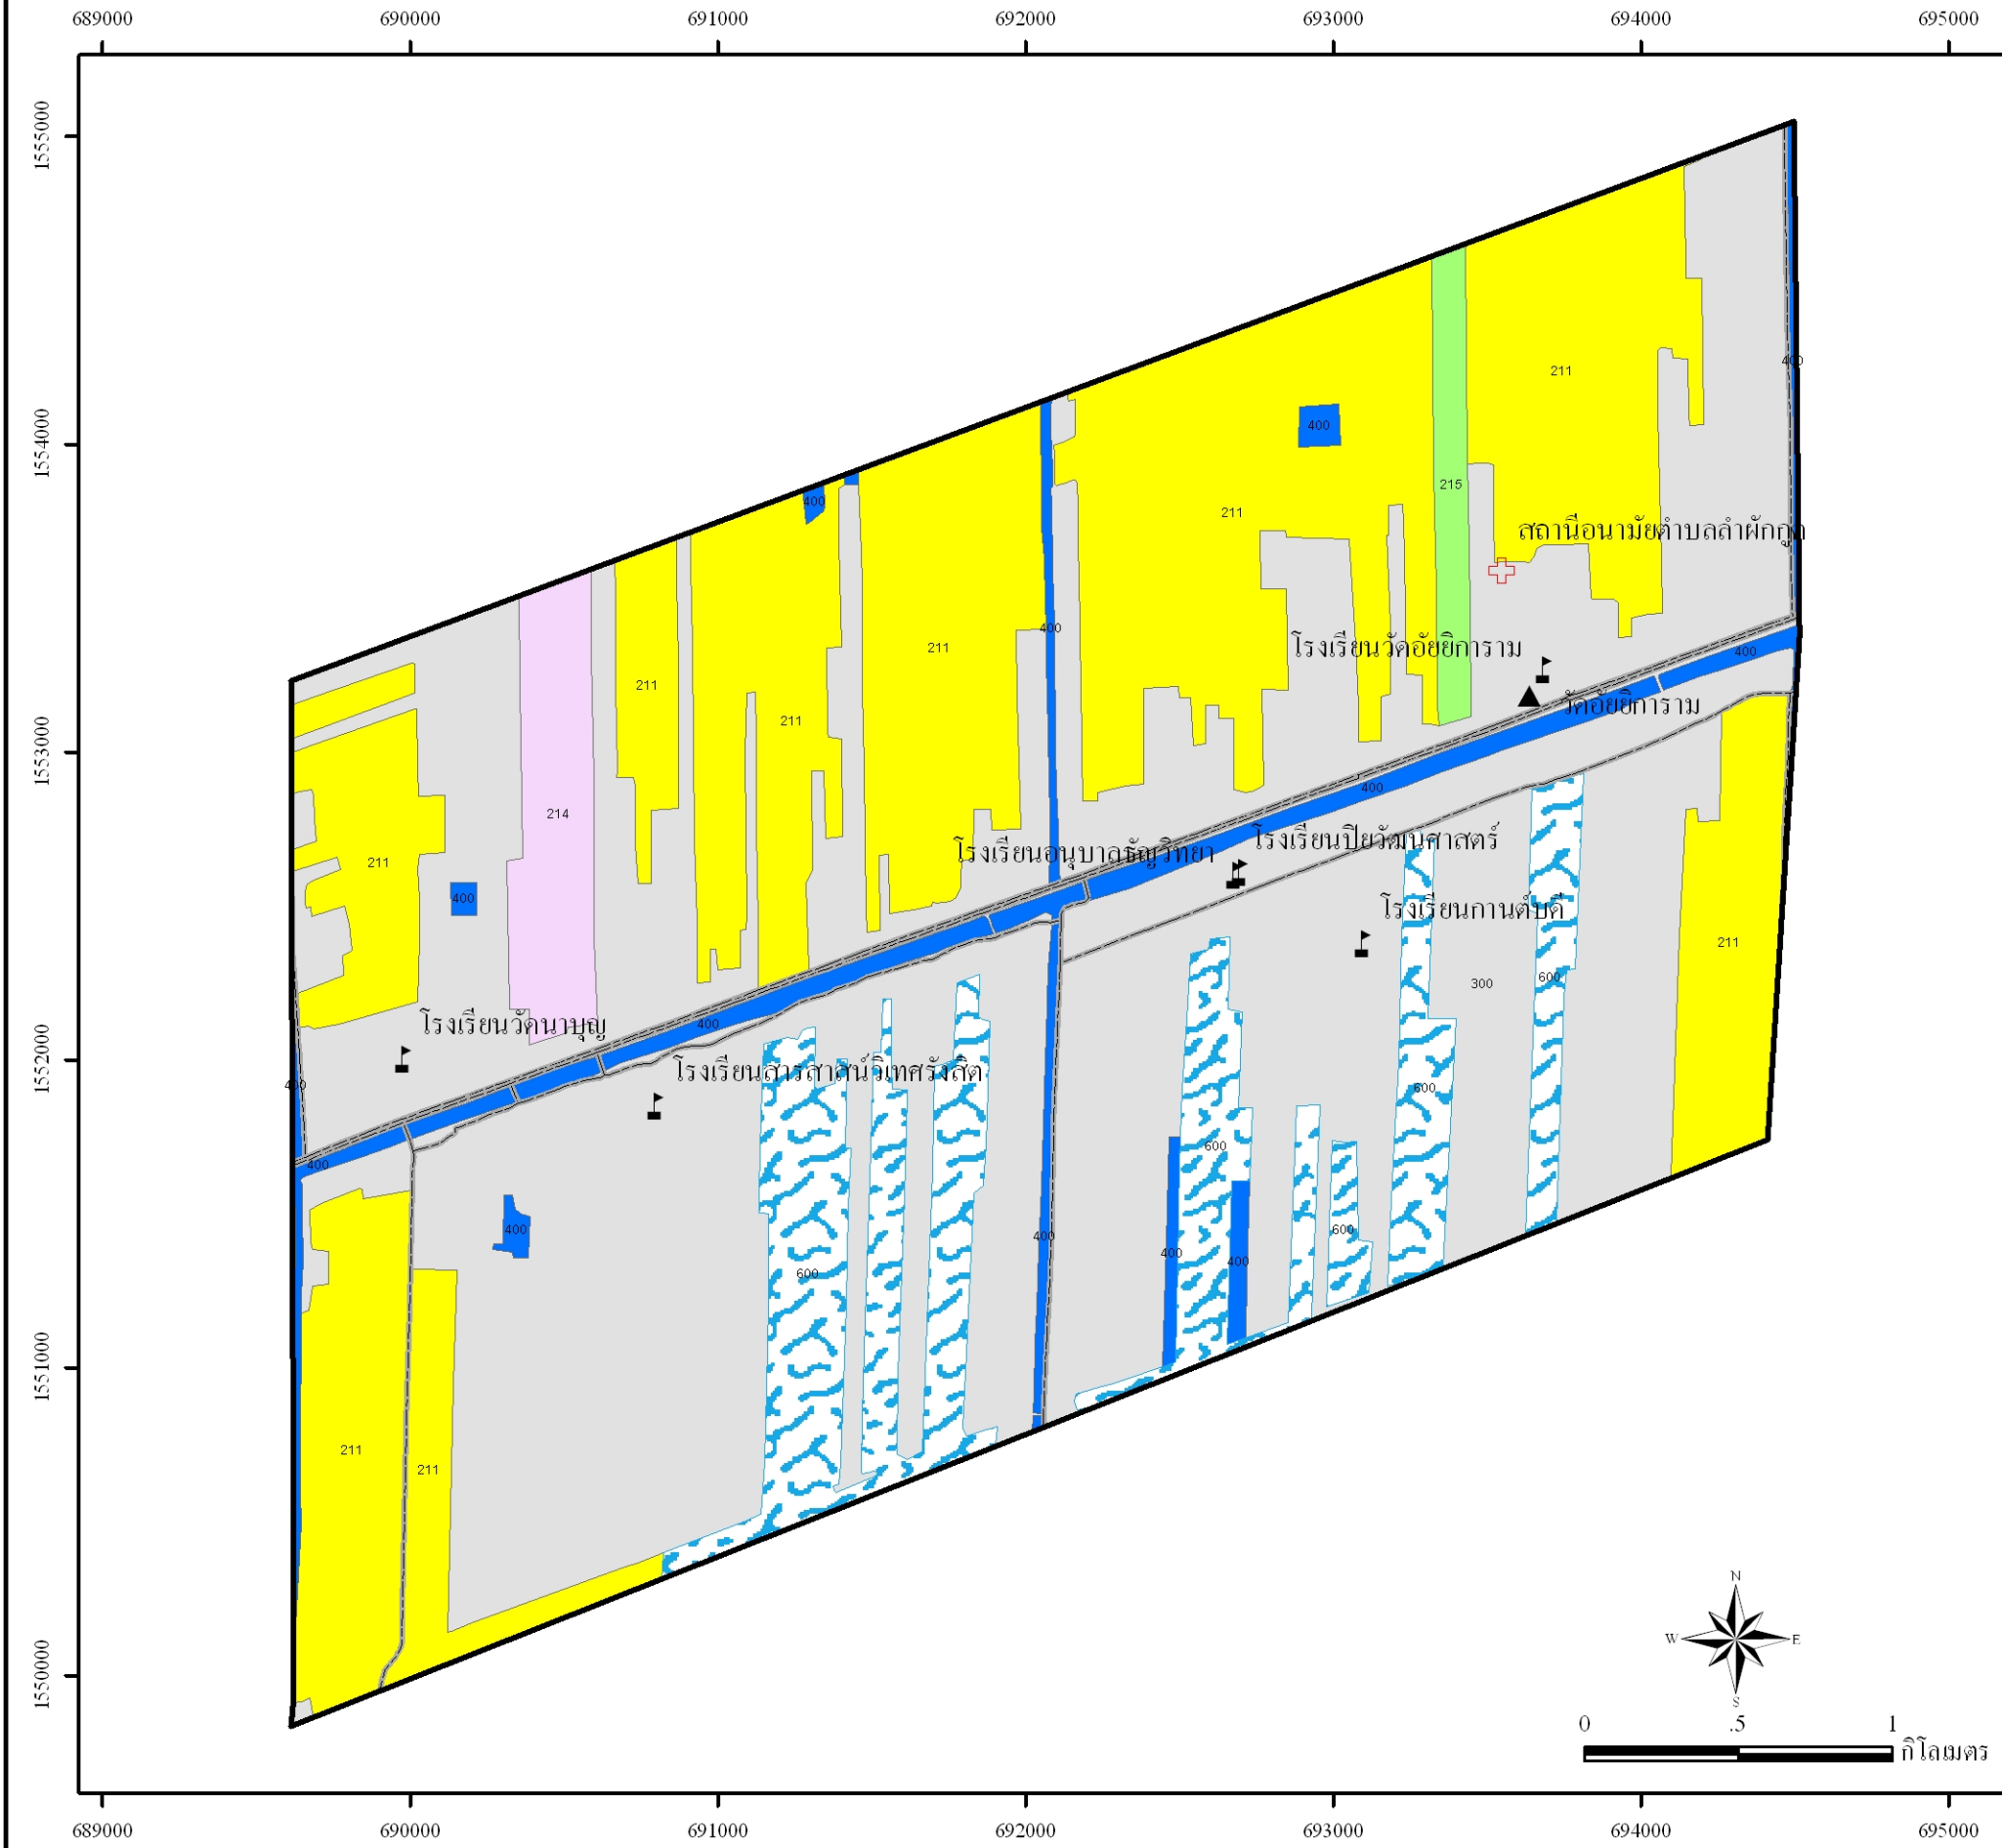 689000 690000 691000 692000 693000 694000 695000
1555000
1554000
1553000
1552000
1551000
1550000
400
211
400
215
400
211
สถานีอนามัยตำบลลำผักกูด
400
211
211
โรงเรียนวัดอัยยิการาม
400
211
วัดอัยยิการาม
211
400
214
โรงเรียนปิยวัฒนศาสตร์
โรงเรียนอนุบาลธัญวิทยา
211
400
โรงเรียนกานต์บดี
211
300
600
โรงเรียนวัดนาบุญ
400
โรงเรียนสารสาสน์วิเทศรังสิต
400
600
600
400
400
600
400
400
400
600
211
211
N
W E
S
0 .5 1
กิโลเมตร
689000 690000 691000 692000 693000 694000 695000